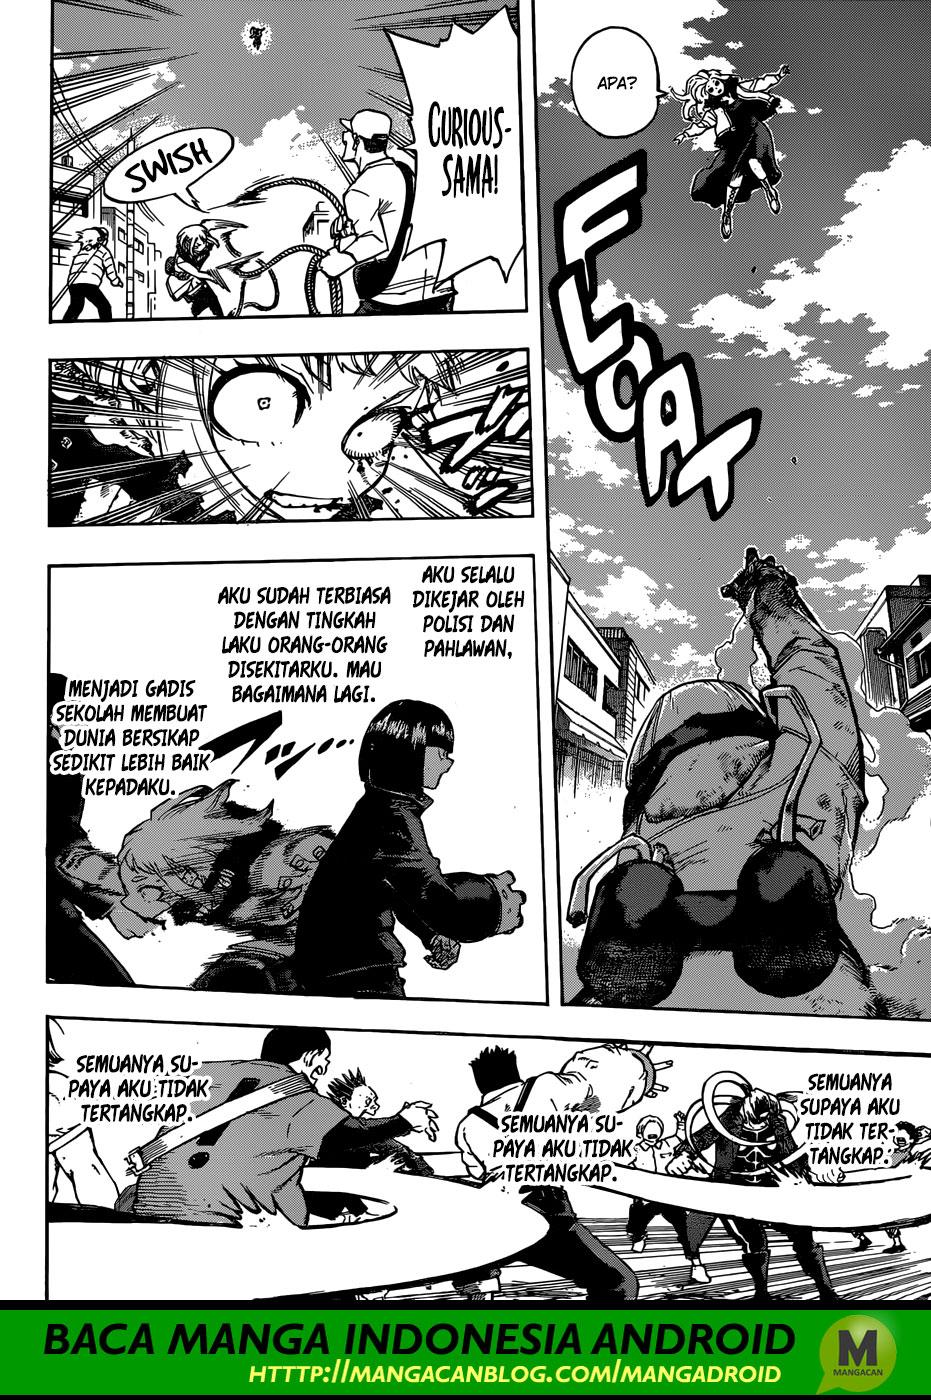 APA?
FLOAT
CURIOUS-
SAMA!
SWISH
AKU SELALU
DIKEJAR OLEH
POLISI DAN
PAHLAWAN,
AKU SUDAH TERBIASA
DENGAN TINGKAH
LAKU ORANG-ORANG
DISEKITARKU. MAU
BAGAIMANA LAGI.
MENJADI GADIS
SEKOLAH MEMBUAT
DUNIA BERSIKAP
SEDIKIT LEBIH BAIK
KEPADAKU.
SEMUANYA
SUPAYA AKU
TIDAK TER-
TANGKAP.
SEMUANYA SU-
PAYA AKU TIDAK
TERTANGKAP.
SEMUANYA SU-
PAYA AKU TIDAK
TERTANGKAP.
BACA MANGA INDONESIA ANDROID
HTTTP://MANGACANBLOG.COM/MANGADROID
M
MANGACAN